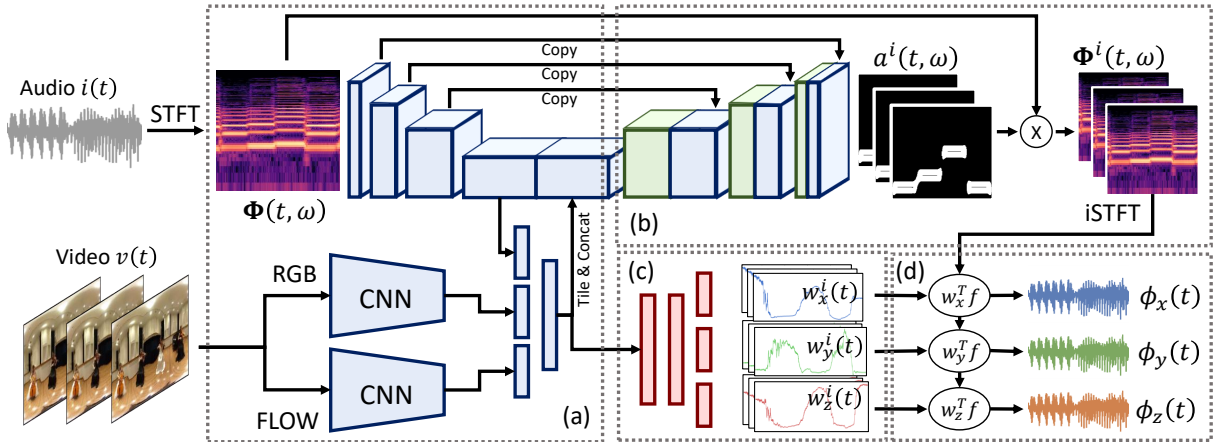 Audio i(t)
STFT
Φ(t, ω)
Copy
Copy
Copy
a^i(t, ω)
Φ^i(t, ω)
X
iSTFT
(b)
Video v(t)
RGB
CNN
FLOW
CNN
Tile & Concat
(a)
(c)
w_x^i(t)
w_y^i(t)
w_z^i(t)
(d)
w_x^T f
ϕ_x(t)
w_y^T f
ϕ_y(t)
w_z^T f
ϕ_z(t)